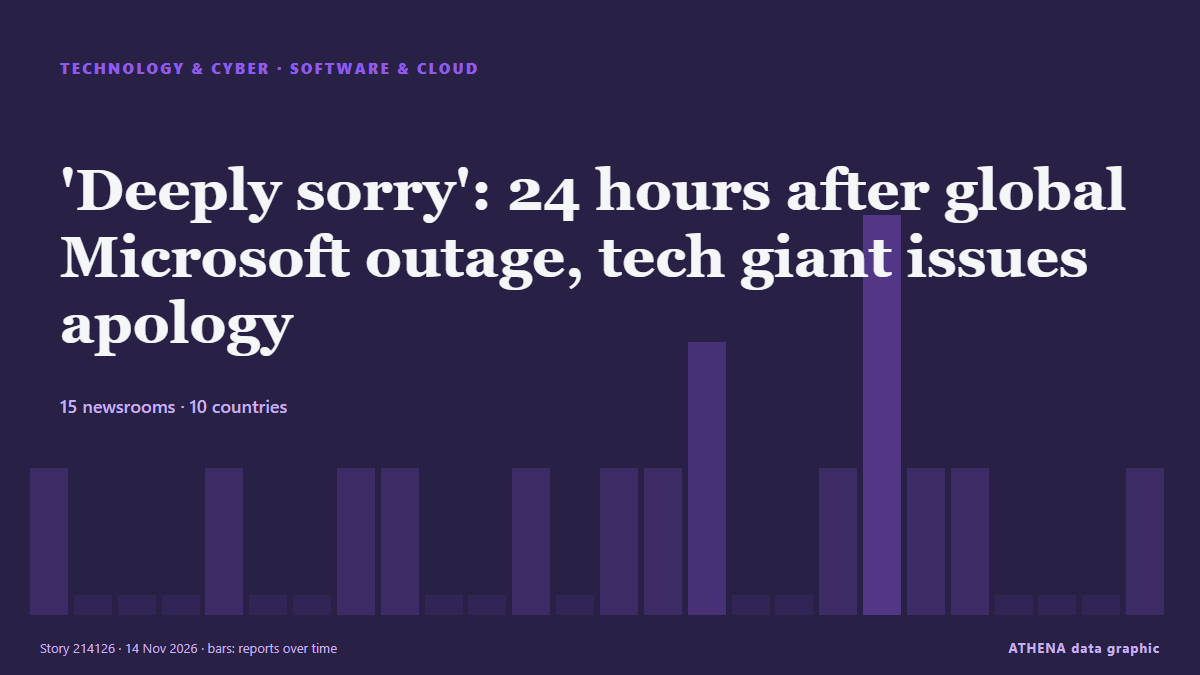 TECHNOLOGY & CYBER · SOFTWARE & CLOUD
'Deeply sorry': 24 hours after global
Microsoft outage, tech giant issues
apology
15 newsrooms · 10 countries
Story 214126 · 14 Nov 2026 · bars: reports over time
ATHENA data graphic